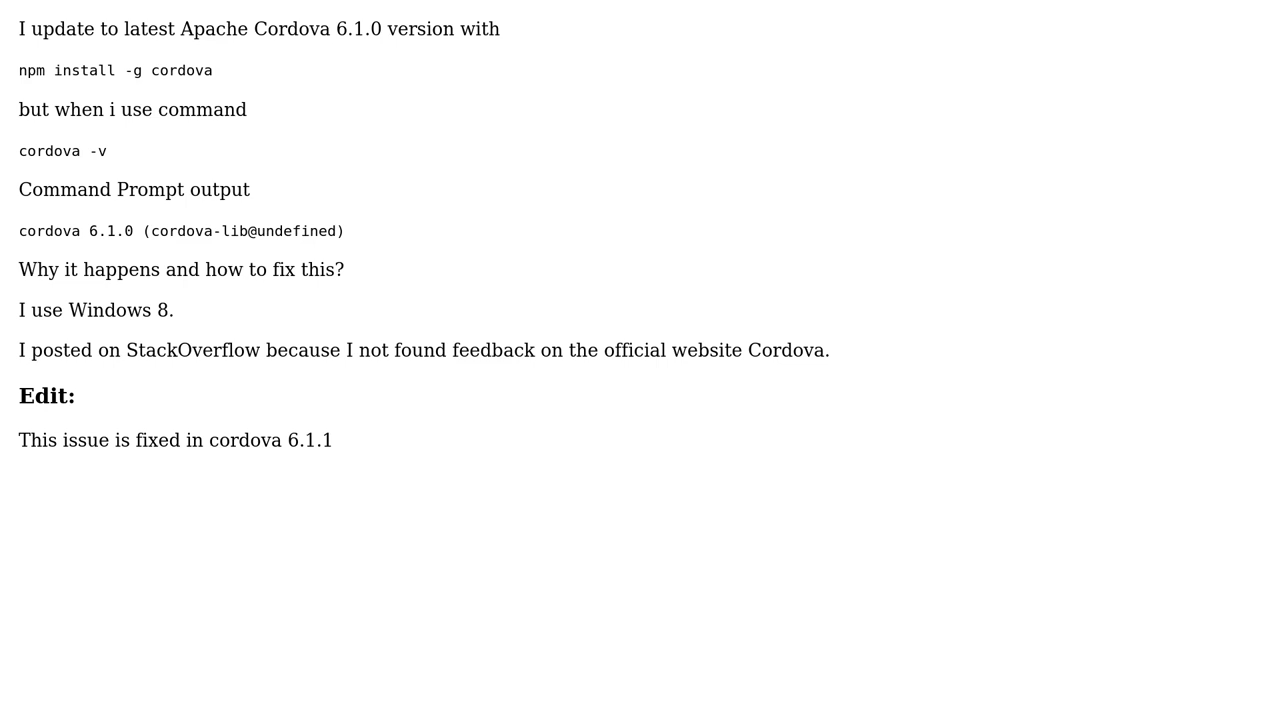 I update to latest Apache Cordova 6.1.0 version with
npm install -g cordova
but when i use command
cordova -v
Command Prompt output
cordova 6.1.0 (cordova-lib@undefined)
Why it happens and how to fix this?
I use Windows 8.
I posted on StackOverflow because I not found feedback on the official website Cordova.
Edit:
This issue is fixed in cordova 6.1.1